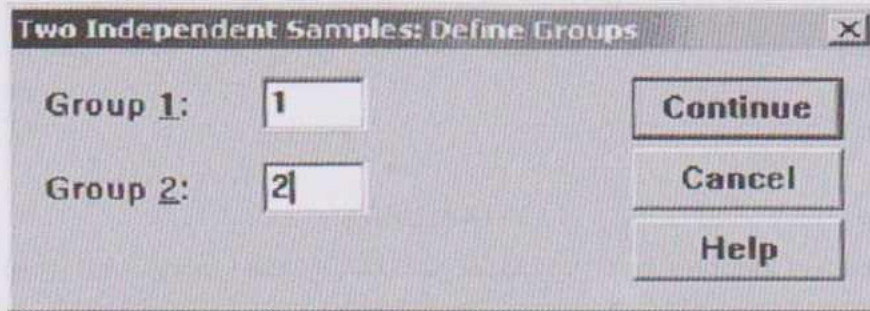 Two Independent Samples: Define Groups
Group 1: 1
Continue
Group 2: 2
Cancel
Help